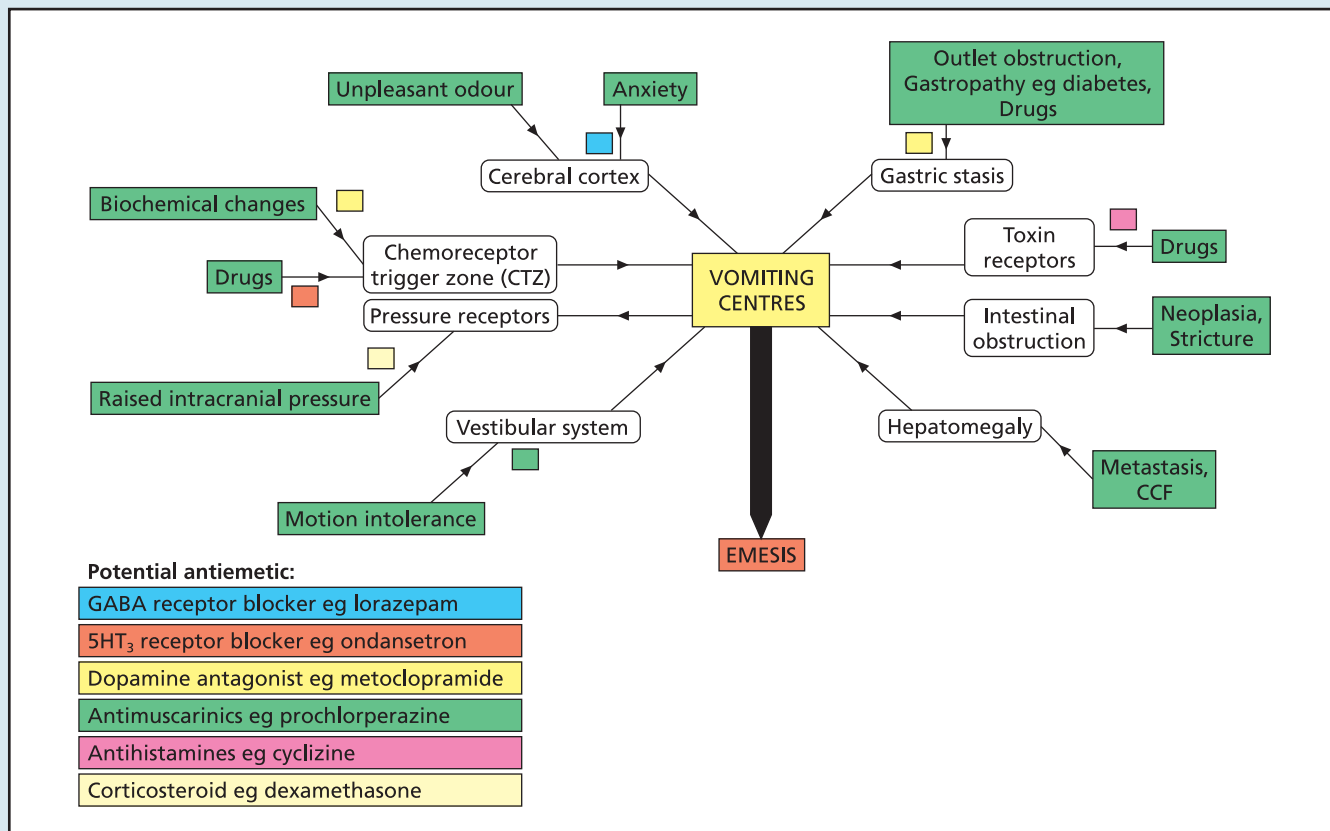 Unpleasant odour
Anxiety
Outlet obstruction,
Gastropathy eg diabetes,
Drugs
Cerebral cortex
Gastric stasis
Biochemical changes
Drugs
Chemoreceptor
trigger zone (CTZ)
VOMITING
CENTRES
Toxin
receptors
Drugs
Pressure receptors
Intestinal
obstruction
Neoplasia,
Stricture
Raised intracranial pressure
Vestibular system
Hepatomegaly
Metastasis,
CCF
Motion intolerance
EMESIS
Potential antiemetic:
GABA receptor blocker eg lorazepam
5HT₃ receptor blocker eg ondansetron
Dopamine antagonist eg metoclopramide
Antimuscarinics eg prochlorperazine
Antihistamines eg cyclizine
Corticosteroid eg dexamethasone